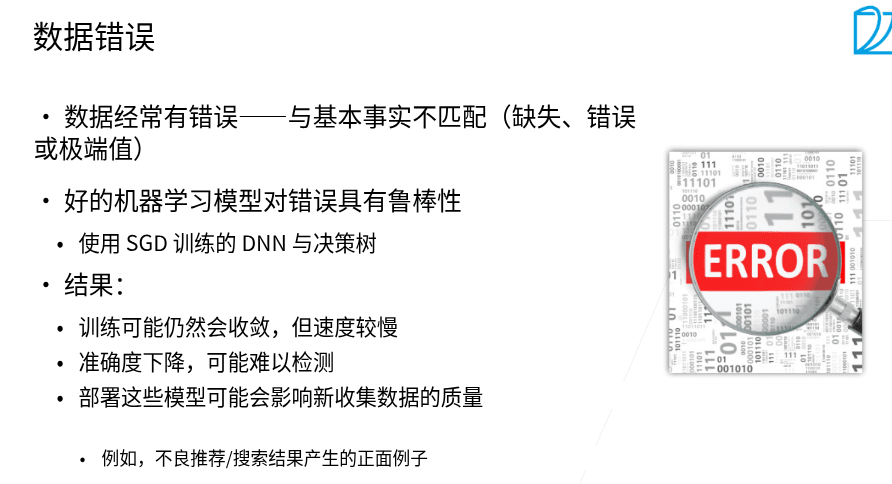 数据错误
• 数据经常有错误——与基本事实不匹配（缺失、错误
或极端值）
• 好的机器学习模型对错误具有鲁棒性
• 使用 SGD 训练的 DNN 与决策树
• 结果：
• 训练可能仍然会收敛，但速度较慢
• 准确度下降，可能难以检测
• 部署这些模型可能会影响新收集数据的质量
• 例如，不良推荐/搜索结果产生的正面例子
ERROR